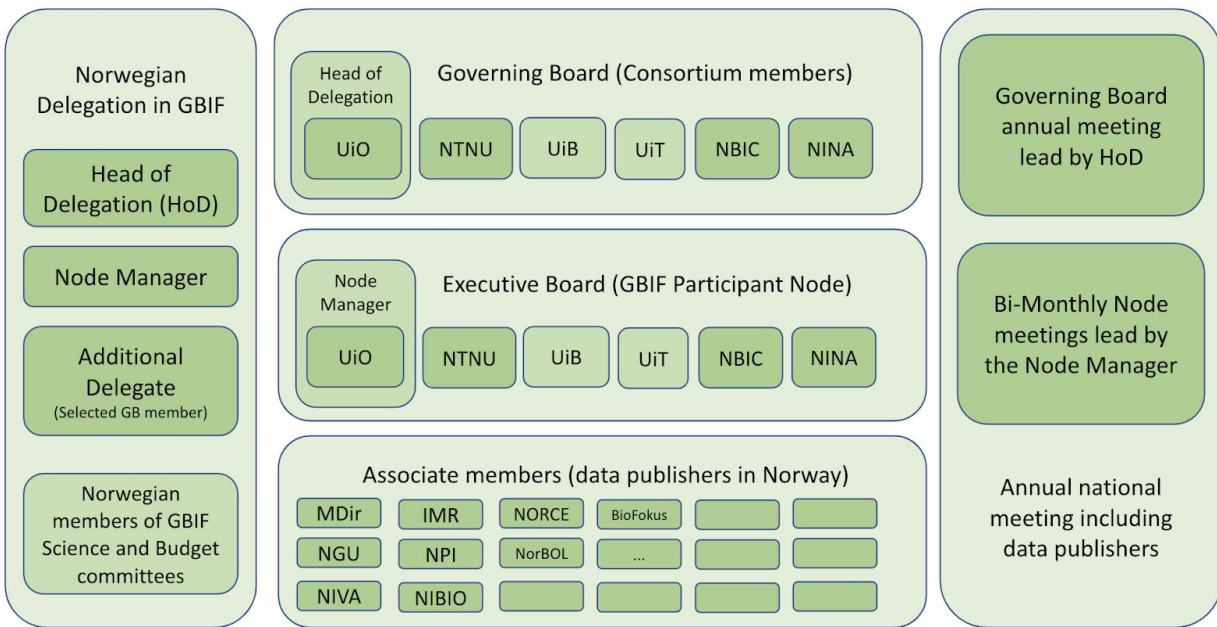 Norwegian
Delegation in GBIF
Head of
Delegation (HoD)
Node Manager
Additional
Delegate
(Selected GB member)
Norwegian
members of GBIF
Science and Budget
committees
Governing Board (Consortium members)
Head of
Delegation
UiO
NTNU
UiB
UiT
NBIC
NINA
Executive Board (GBIF Participant Node)
Node
Manager
UiO
NTNU
UiB
UiT
NBIC
NINA
Associate members (data publishers in Norway)
MDir
IMR
NORCE
BioFokus
NGU
NPI
NorBOL
...
NIVA
NIBIO
Governing Board
annual meeting
lead by HoD
Bi-Monthly Node
meetings lead by
the Node Manager
Annual national
meeting including
data publishers